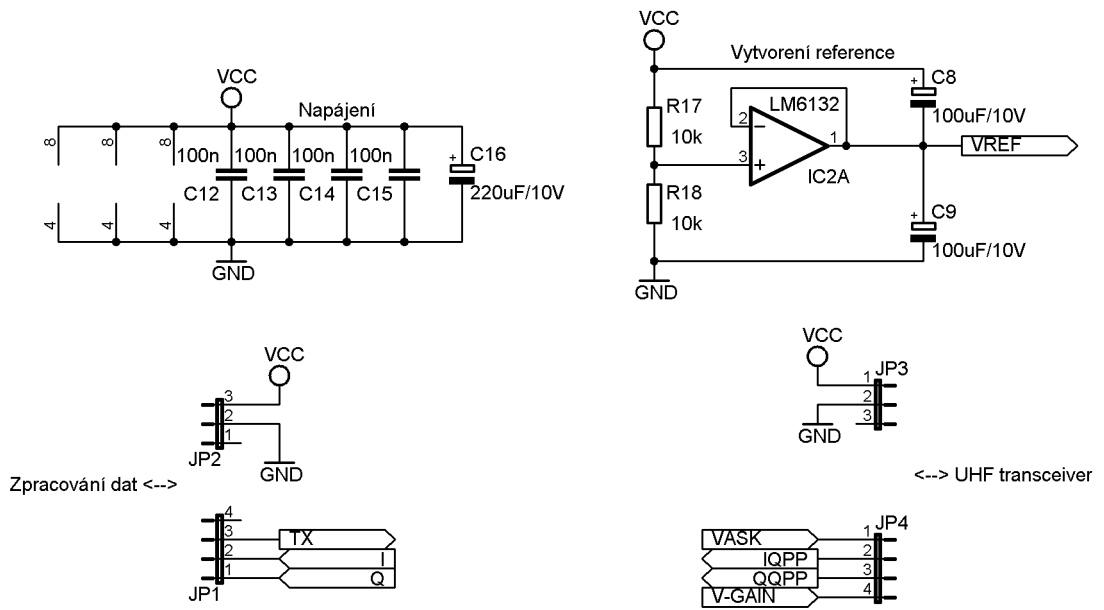 VCC
Napájení
8
8
8
100n
100n
100n
100n
C12
C13
C14
C15
C16
220uF/10V
4
4
4
GND
VCC
Vytvorení reference
R17
10k
R18
10k
LM6132
2
3
1
IC2A
C8
100uF/10V
VREF
C9
100uF/10V
GND
VCC
3
2
1
JP2
GND
VCC
JP3
1
2
3
GND
Zpracování dat <-->
<--> UHF transceiver
4
3
2
1
JP1
TX
I
Q
JP4
VASK
IQPP
QQPP
V-GAIN
1
2
3
4